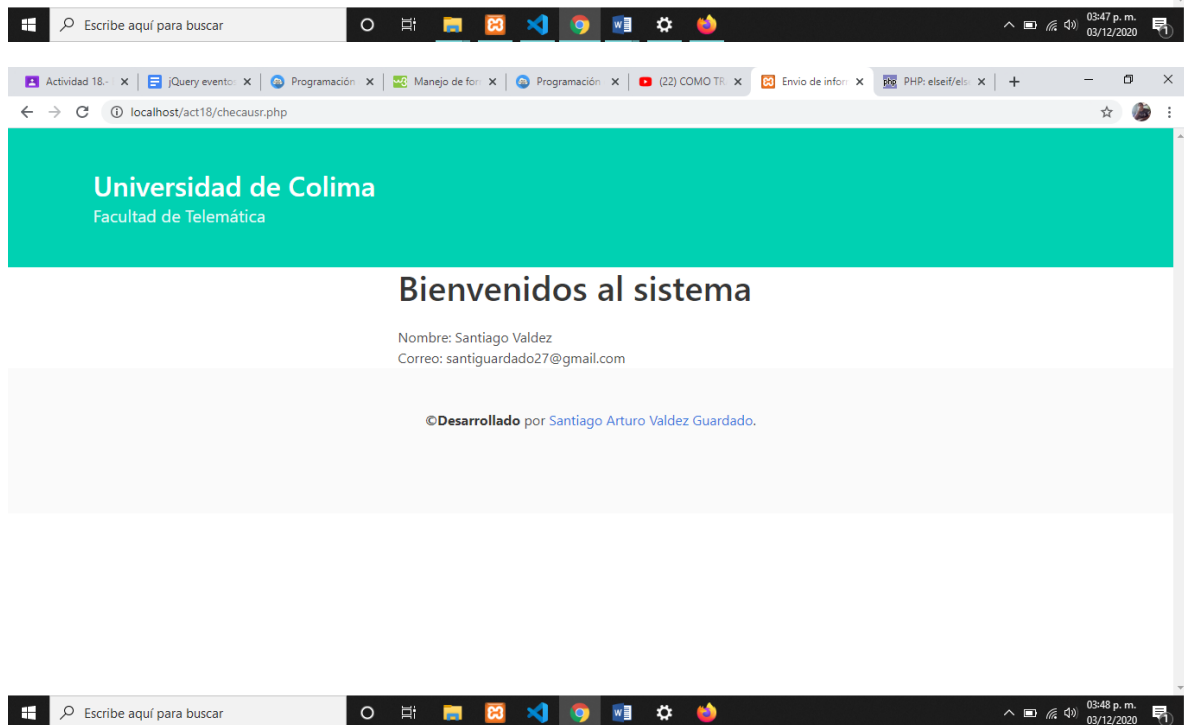 Escribe aquí para buscar
03:47 p. m.
03/12/2020
1
Actividad 18.-
jQuery evento
Programación
Manejo de for
Programación
(22) COMO TR
Envio de inforr
PHP: elseif/els
localhost/act18/checausr.php
Universidad de Colima
Facultad de Telemática
Bienvenidos al sistema
Nombre: Santiago Valdez
Correo: santiguardado27@gmail.com
©Desarrollado por Santiago Arturo Valdez Guardado.
Escribe aquí para buscar
03:48 p. m.
03/12/2020
1